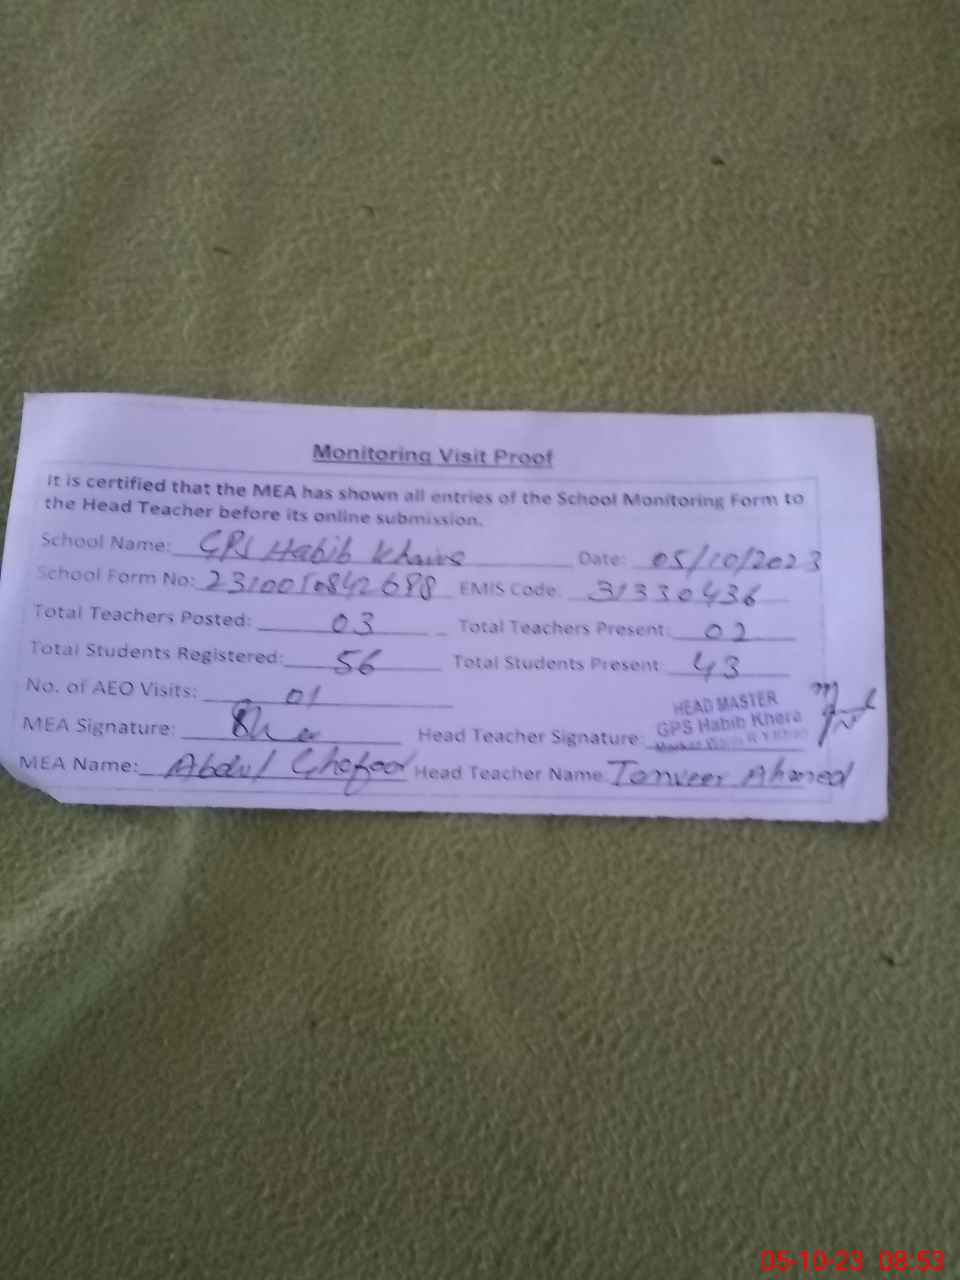 Monitoring Visit Proof
It is certified that the MEA has shown all entries of the School Monitoring Form to
the Head Teacher before its online submission.
School Name: GPS Habib Date: 05/10/2023
School Form No: EMIS Code: 31330436
Total Teachers Posted: 03 Total Teachers Present: 02
Total Students Registered: 56 Total Students Present: 43
No. of AEO Visits: 01
HEAD MASTER
GPS Habib Khera
MEA Signature: Head Teacher Signature:
MEA Name: Abdul Ghafoor Head Teacher Name Tanveer Ahmed
05-10-23 08:53